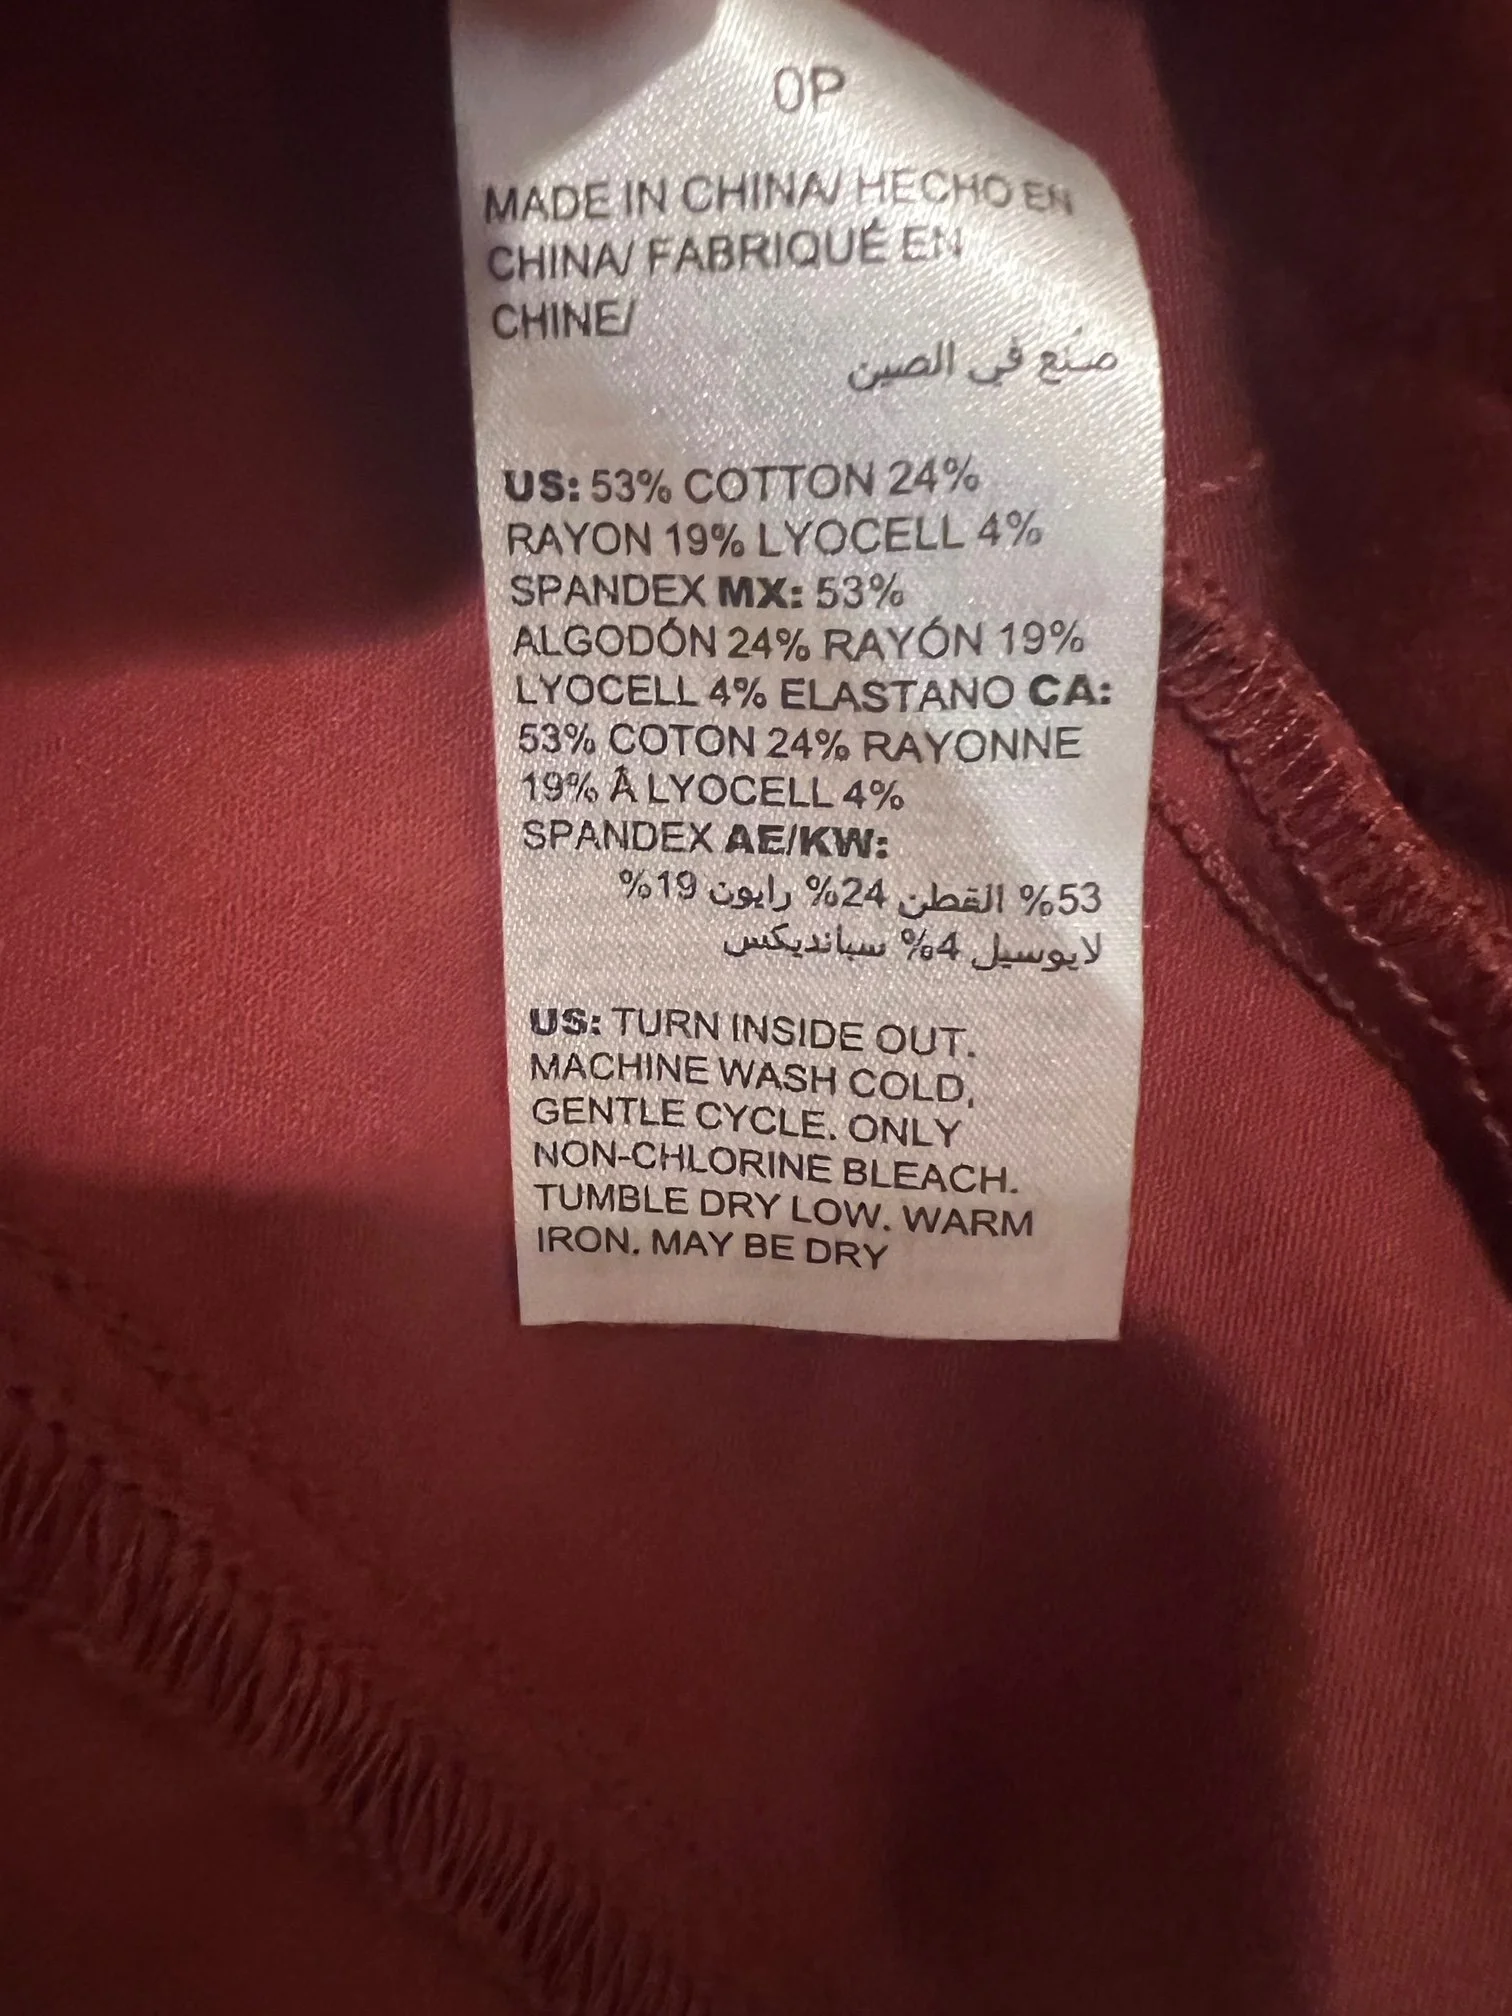 0P
MADE IN CHINA/ HECHO EN
CHINA/ FABRIQUÉ EN
CHINE/
صنع في الصين
US: 53% COTTON 24%
RAYON 19% LYOCELL 4%
SPANDEX MX: 53%
ALGODÓN 24% RAYÓN 19%
LYOCELL 4% ELASTANO CA:
53% COTON 24% RAYONNE
19% Â LYOCELL 4%
SPANDEX AE/KW:
53% القطن 24% رايون 19%
لايوسيل 4% سبانديكس
US: TURN INSIDE OUT.
MACHINE WASH COLD,
GENTLE CYCLE. ONLY
NON-CHLORINE BLEACH.
TUMBLE DRY LOW. WARM
IRON. MAY BE DRY